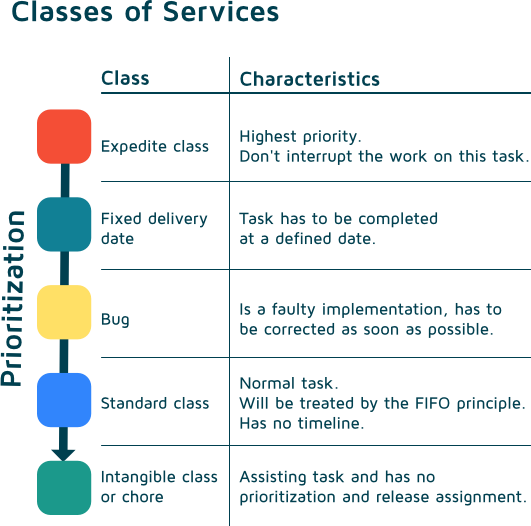 Classes of Services
Class
Characteristics
Prioritization
Expedite class
Highest priority.
Don't interrupt the work on this task.
Fixed delivery
date
Task has to be completed
at a defined date.
Bug
Is a faulty implementation, has to
be corrected as soon as possible.
Standard class
Normal task.
Will be treated by the FIFO principle.
Has no timeline.
Intangible class
or chore
Assisting task and has no
prioritization and release assignment.